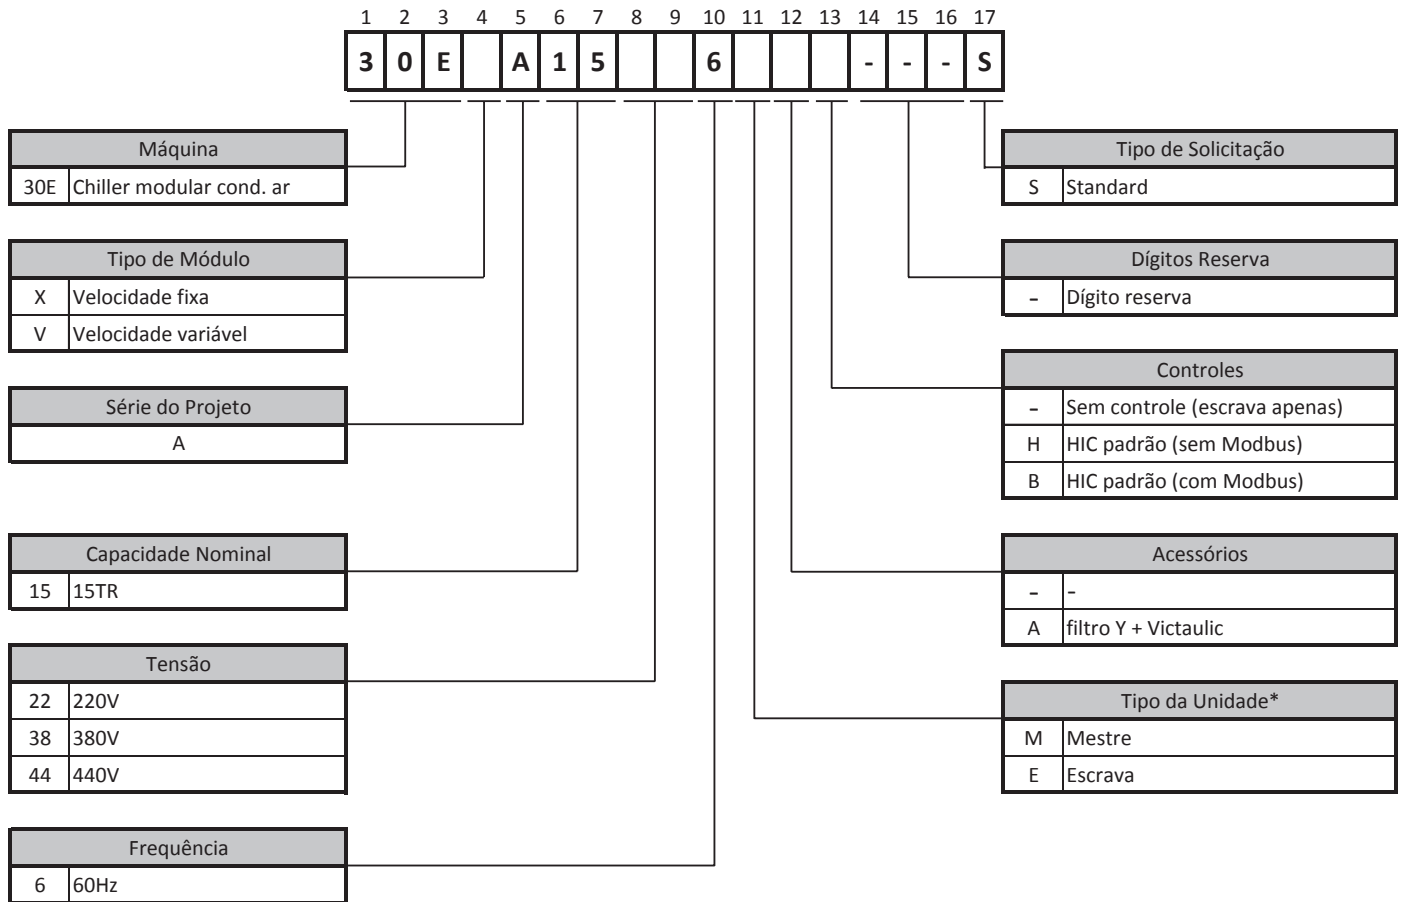 1 2 3 4 5 6 7 8 9 10 11 12 13 14 15 16 17
3 0 E A 1 5 6 - - - S
Máquina
30E Chiller modular cond. ar
Tipo de Módulo
X Velocidade fixa
V Velocidade variável
Série do Projeto
A
Capacidade Nominal
15 15TR
Tensão
22 220V
38 380V
44 440V
Frequência
6 60Hz
Tipo de Solicitação
S Standard
Dígitos Reserva
- Dígito reserva
Controles
- Sem controle (escrava apenas)
H HIC padrão (sem Modbus)
B HIC padrão (com Modbus)
Acessórios
- -
A filtro Y + Victaulic
Tipo da Unidade*
M Mestre
E Escrava